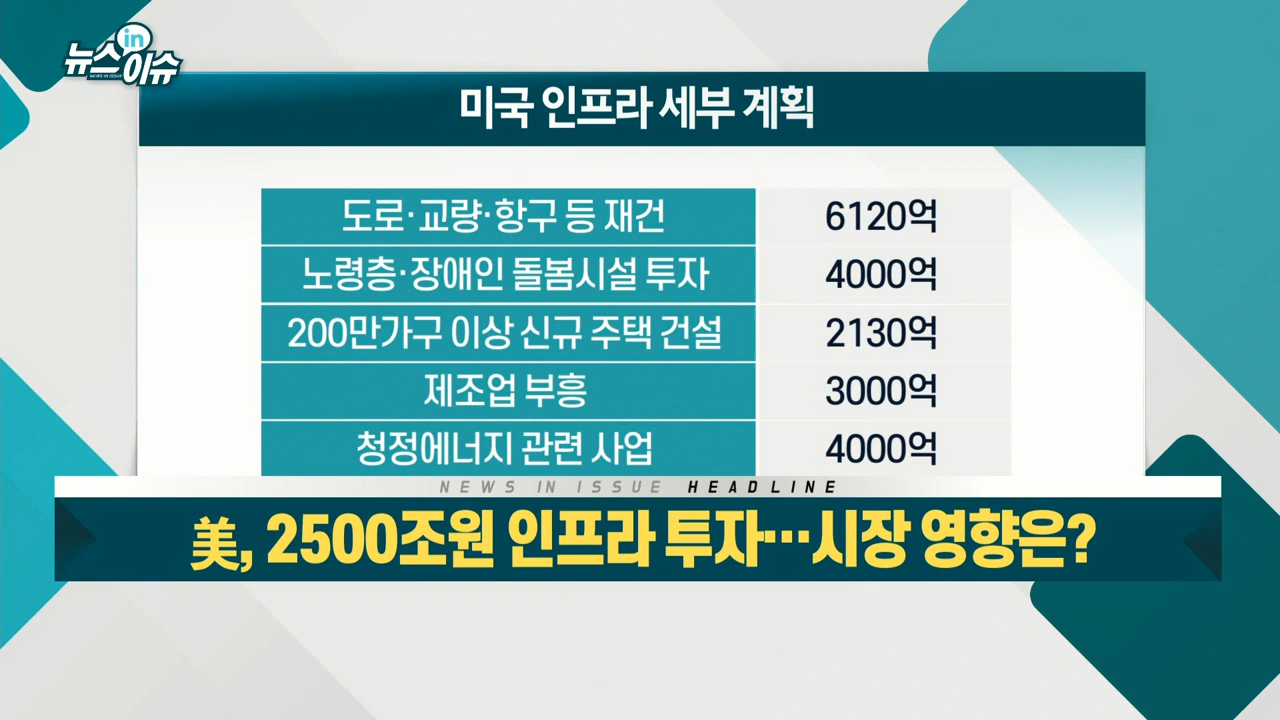 뉴스in이슈
NEWS IN ISSUE
미국 인프라 세부 계획
도로·교량·항구 등 재건 6120억
노령층·장애인 돌봄시설 투자 4000억
200만가구 이상 신규 주택 건설 2130억
제조업 부흥 3000억
청정에너지 관련 사업 4000억
NEWS IN ISSUE HEADLINE
美, 2500조원 인프라 투자…시장 영향은?